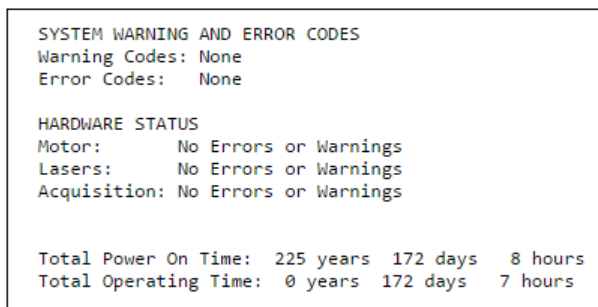 SYSTEM WARNING AND ERROR CODES
Warning Codes: None
Error Codes: None
HARDWARE STATUS
Motor: No Errors or Warnings
Lasers: No Errors or Warnings
Acquisition: No Errors or Warnings
Total Power On Time: 225 years 172 days 8 hours
Total Operating Time: 0 years 172 days 7 hours